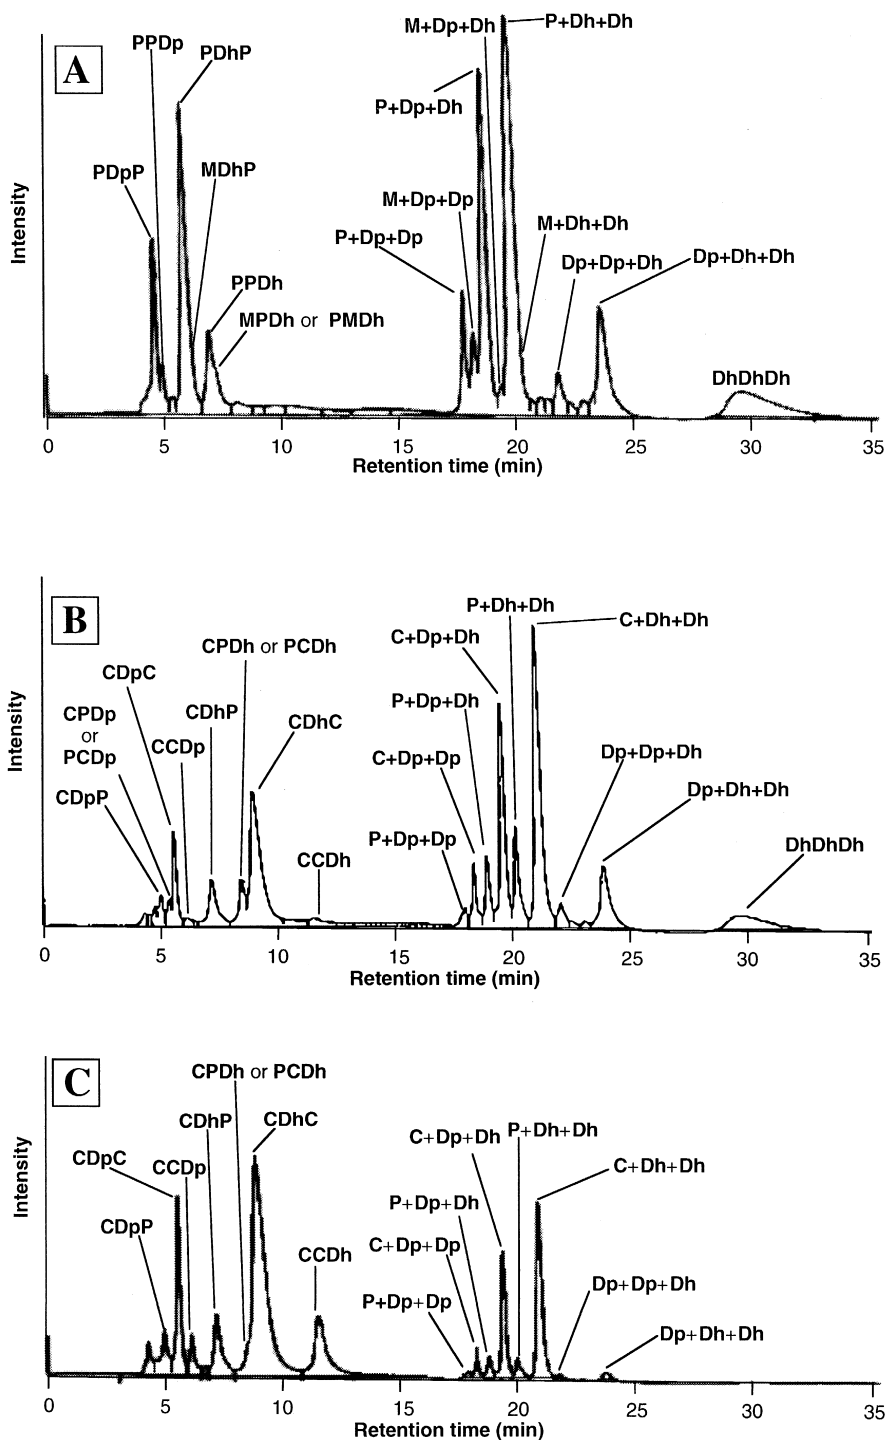 A
PPDp
PDhP
PDpP
MDhP
PPDh
MPDh or PMDh
M+Dp+Dh
P+Dh+Dh
P+Dp+Dh
M+Dp+Dp
P+Dp+Dp
M+Dh+Dh
Dp+Dp+Dh
Dp+Dh+Dh
DhDhDh
Intensity
0 5 10 15 20 25 30 35
Retention time (min)
B
P+Dh+Dh
C+Dh+Dh
C+Dp+Dh
CPDh or PCDh
CDpC
P+Dp+Dh
CPDp
or
PCDp
CDhP
CDhC
CCDp
C+Dp+Dp
Dp+Dp+Dh
CDpP
Dp+Dh+Dh
P+Dp+Dp
DhDhDh
CCDh
Intensity
0 5 10 15 20 25 30 35
Retention time (min)
C
CPDh or PCDh
CDhP
CDhC
C+Dp+Dh
P+Dh+Dh
CDpC
CCDp
C+Dh+Dh
P+Dp+Dh
CDpP
C+Dp+Dp
CCDh
Dp+Dp+Dh
P+Dp+Dp
Dp+Dh+Dh
Intensity
0 5 10 15 20 25 30 35
Retention time (min)